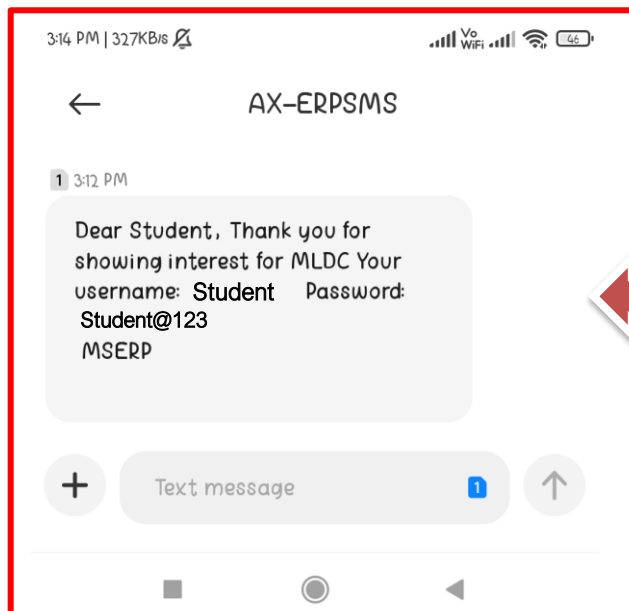 3:14 PM | 327KB/s
Vo WiFi 46
AX-ERPSMS
1 3:12 PM
Dear Student, Thank you for
showing interest for MLDC Your
username: Student Password:
Student@123
MSERP
Text message 1